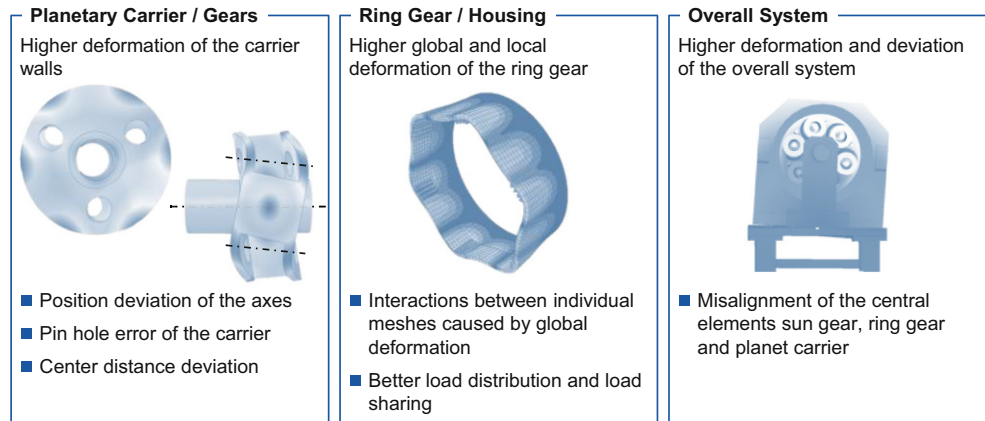 Planetary Carrier / Gears
Higher deformation of the carrier
walls
Position deviation of the axes
Pin hole error of the carrier
Center distance deviation
Ring Gear / Housing
Higher global and local
deformation of the ring gear
Interactions between individual
meshes caused by global
deformation
Better load distribution and load
sharing
Overall System
Higher deformation and deviation
of the overall system
Misalignment of the central
elements sun gear, ring gear
and planet carrier